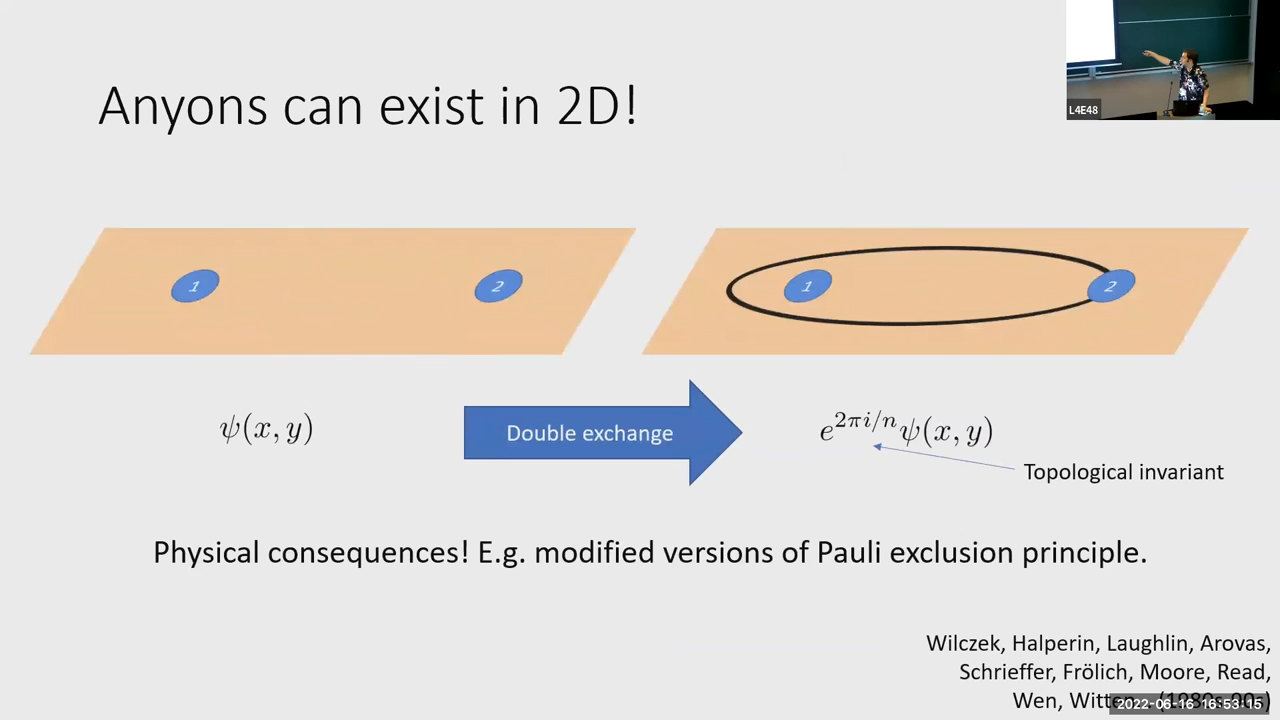 L4E48
Anyons can exist in 2D!
1
2
1
2
ψ(x, y)
Double exchange
e^{2πi/n}ψ(x, y)
Topological invariant
Physical consequences! E.g. modified versions of Pauli exclusion principle.
Wilczek, Halperin, Laughlin, Arovas,
Schrieffer, Frölich, Moore, Read,
Wen, Witten… (1980s-00s)
2022-06-16 16:53:15